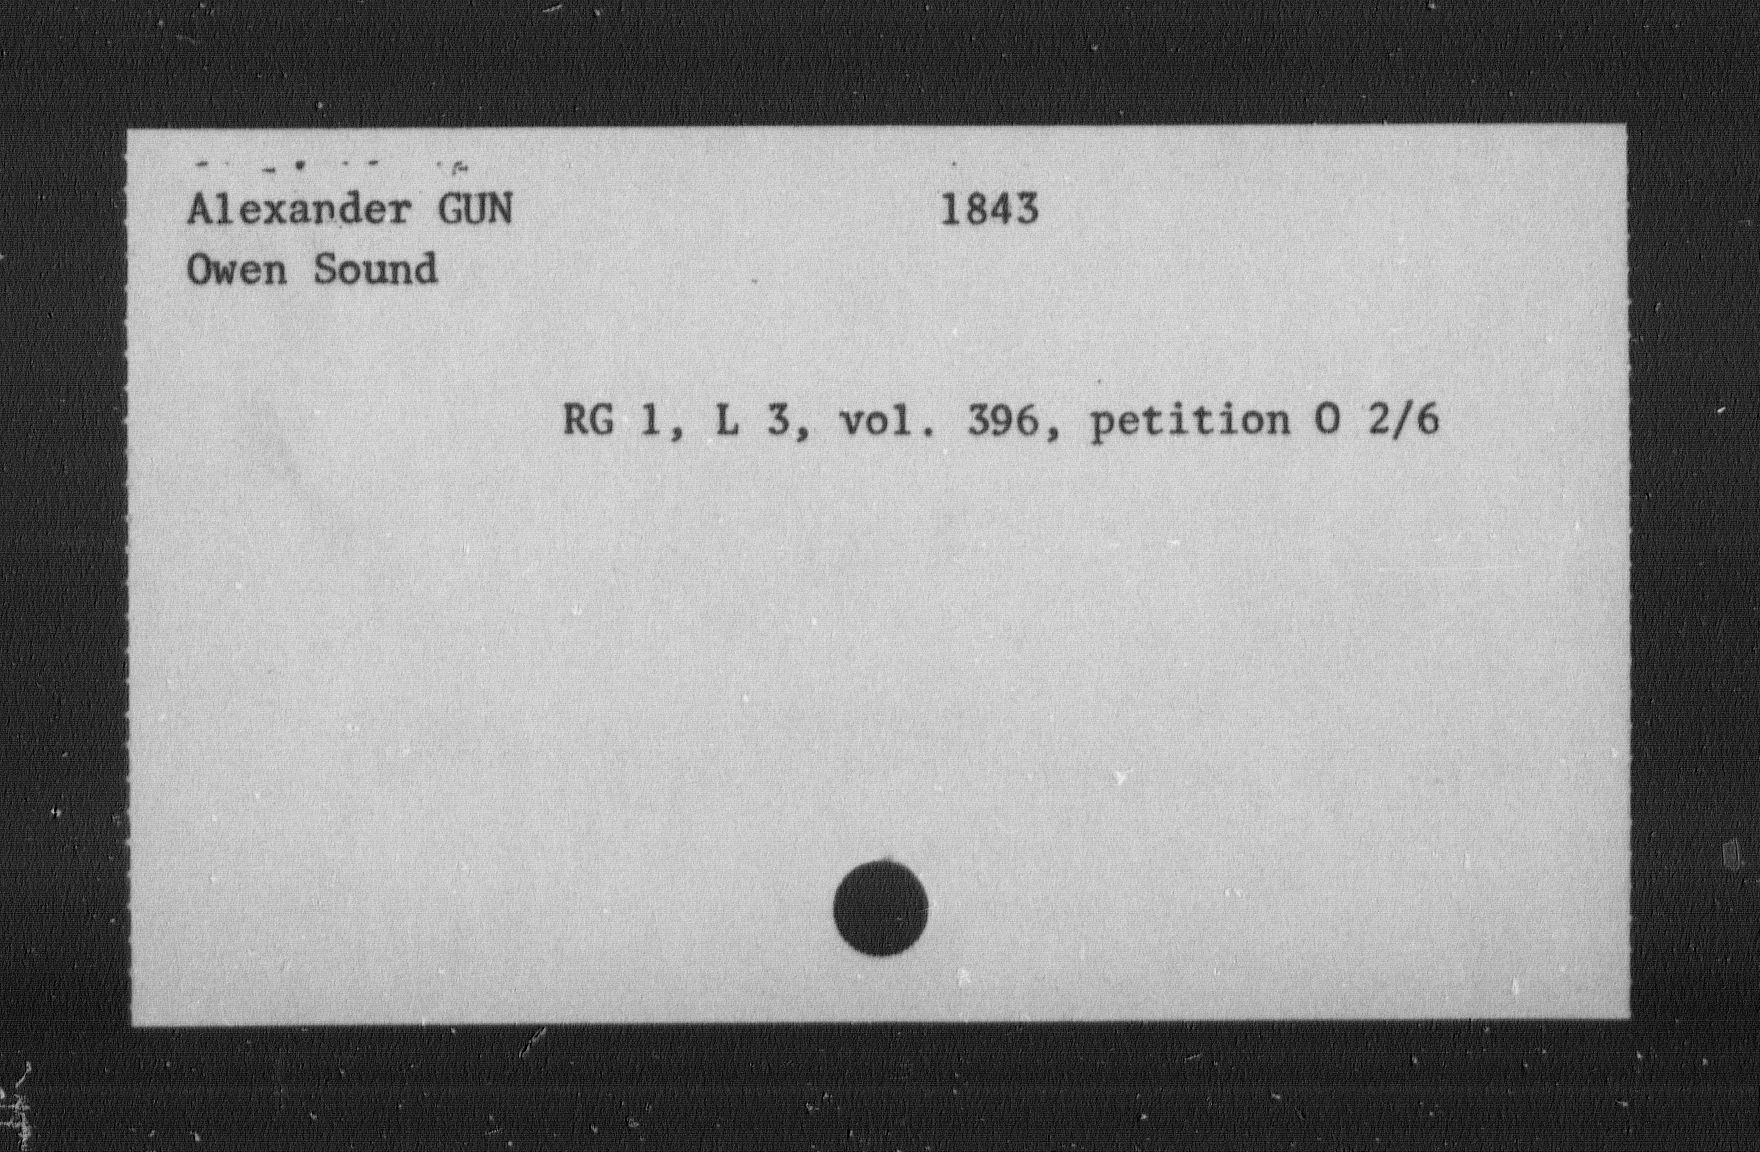 Alexander GUN 1843
Owen Sound
RG 1, L 3, vol. 396, petition O 2/6